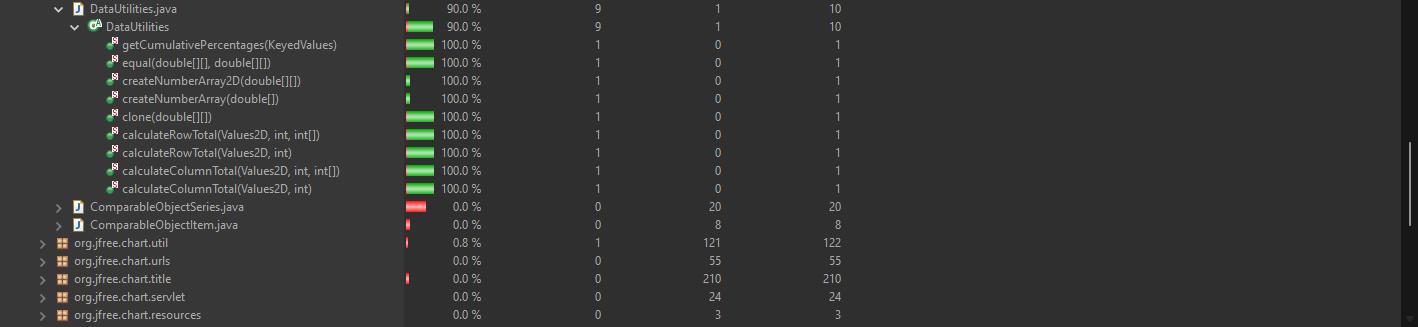 DataUtilities.java 90.0 % 9 1 10
DataUtilities 90.0 % 9 1 10
getCumulativePercentages(KeyedValues) 100.0 % 1 0 1
equal(double[][], double[][]) 100.0 % 1 0 1
createNumberArray2D(double[][]) 100.0 % 1 0 1
createNumberArray(double[]) 100.0 % 1 0 1
clone(double[][]) 100.0 % 1 0 1
calculateRowTotal(Values2D, int, int[]) 100.0 % 1 0 1
calculateRowTotal(Values2D, int) 100.0 % 1 0 1
calculateColumnTotal(Values2D, int, int[]) 100.0 % 1 0 1
calculateColumnTotal(Values2D, int) 100.0 % 1 0 1
ComparableObjectSeries.java 0.0 % 0 20 20
ComparableObjectItem.java 0.0 % 0 8 8
org.jfree.chart.util 0.8 % 1 121 122
org.jfree.chart.urls 0.0 % 0 55 55
org.jfree.chart.title 0.0 % 0 210 210
org.jfree.chart.servlet 0.0 % 0 24 24
org.jfree.chart.resources 0.0 % 0 3 3